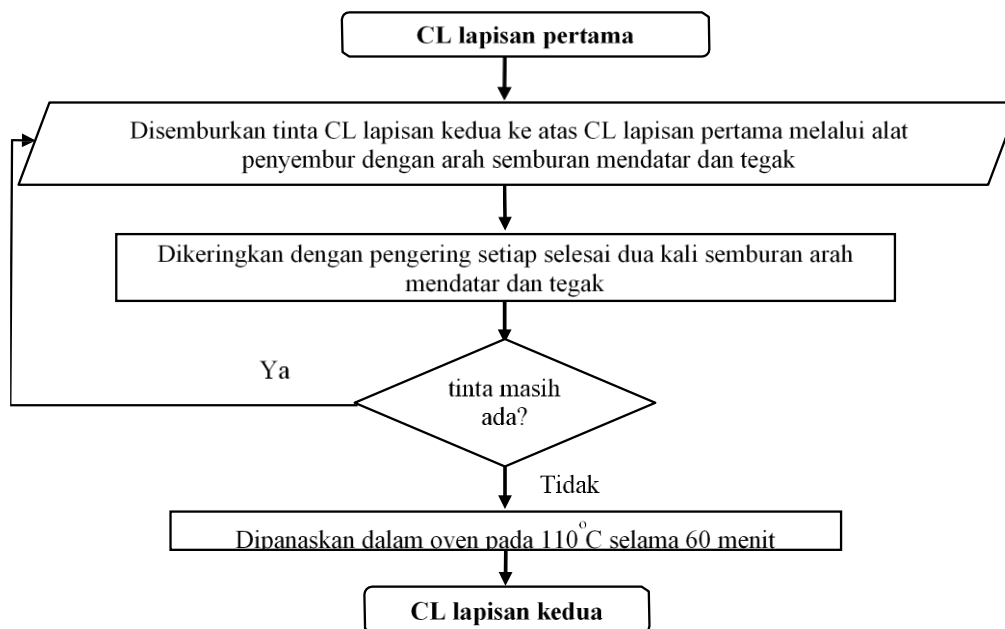 CL lapisan pertama
Disemburkan tinta CL lapisan kedua ke atas CL lapisan pertama melalui alat
penyembur dengan arah semburan mendatar dan tegak
Dikeringkan dengan pengering setiap selesai dua kali semburan arah
mendatar dan tegak
Ya
tinta masih
ada?
Tidak
Dipanaskan dalam oven pada 110°C selama 60 menit
CL lapisan kedua